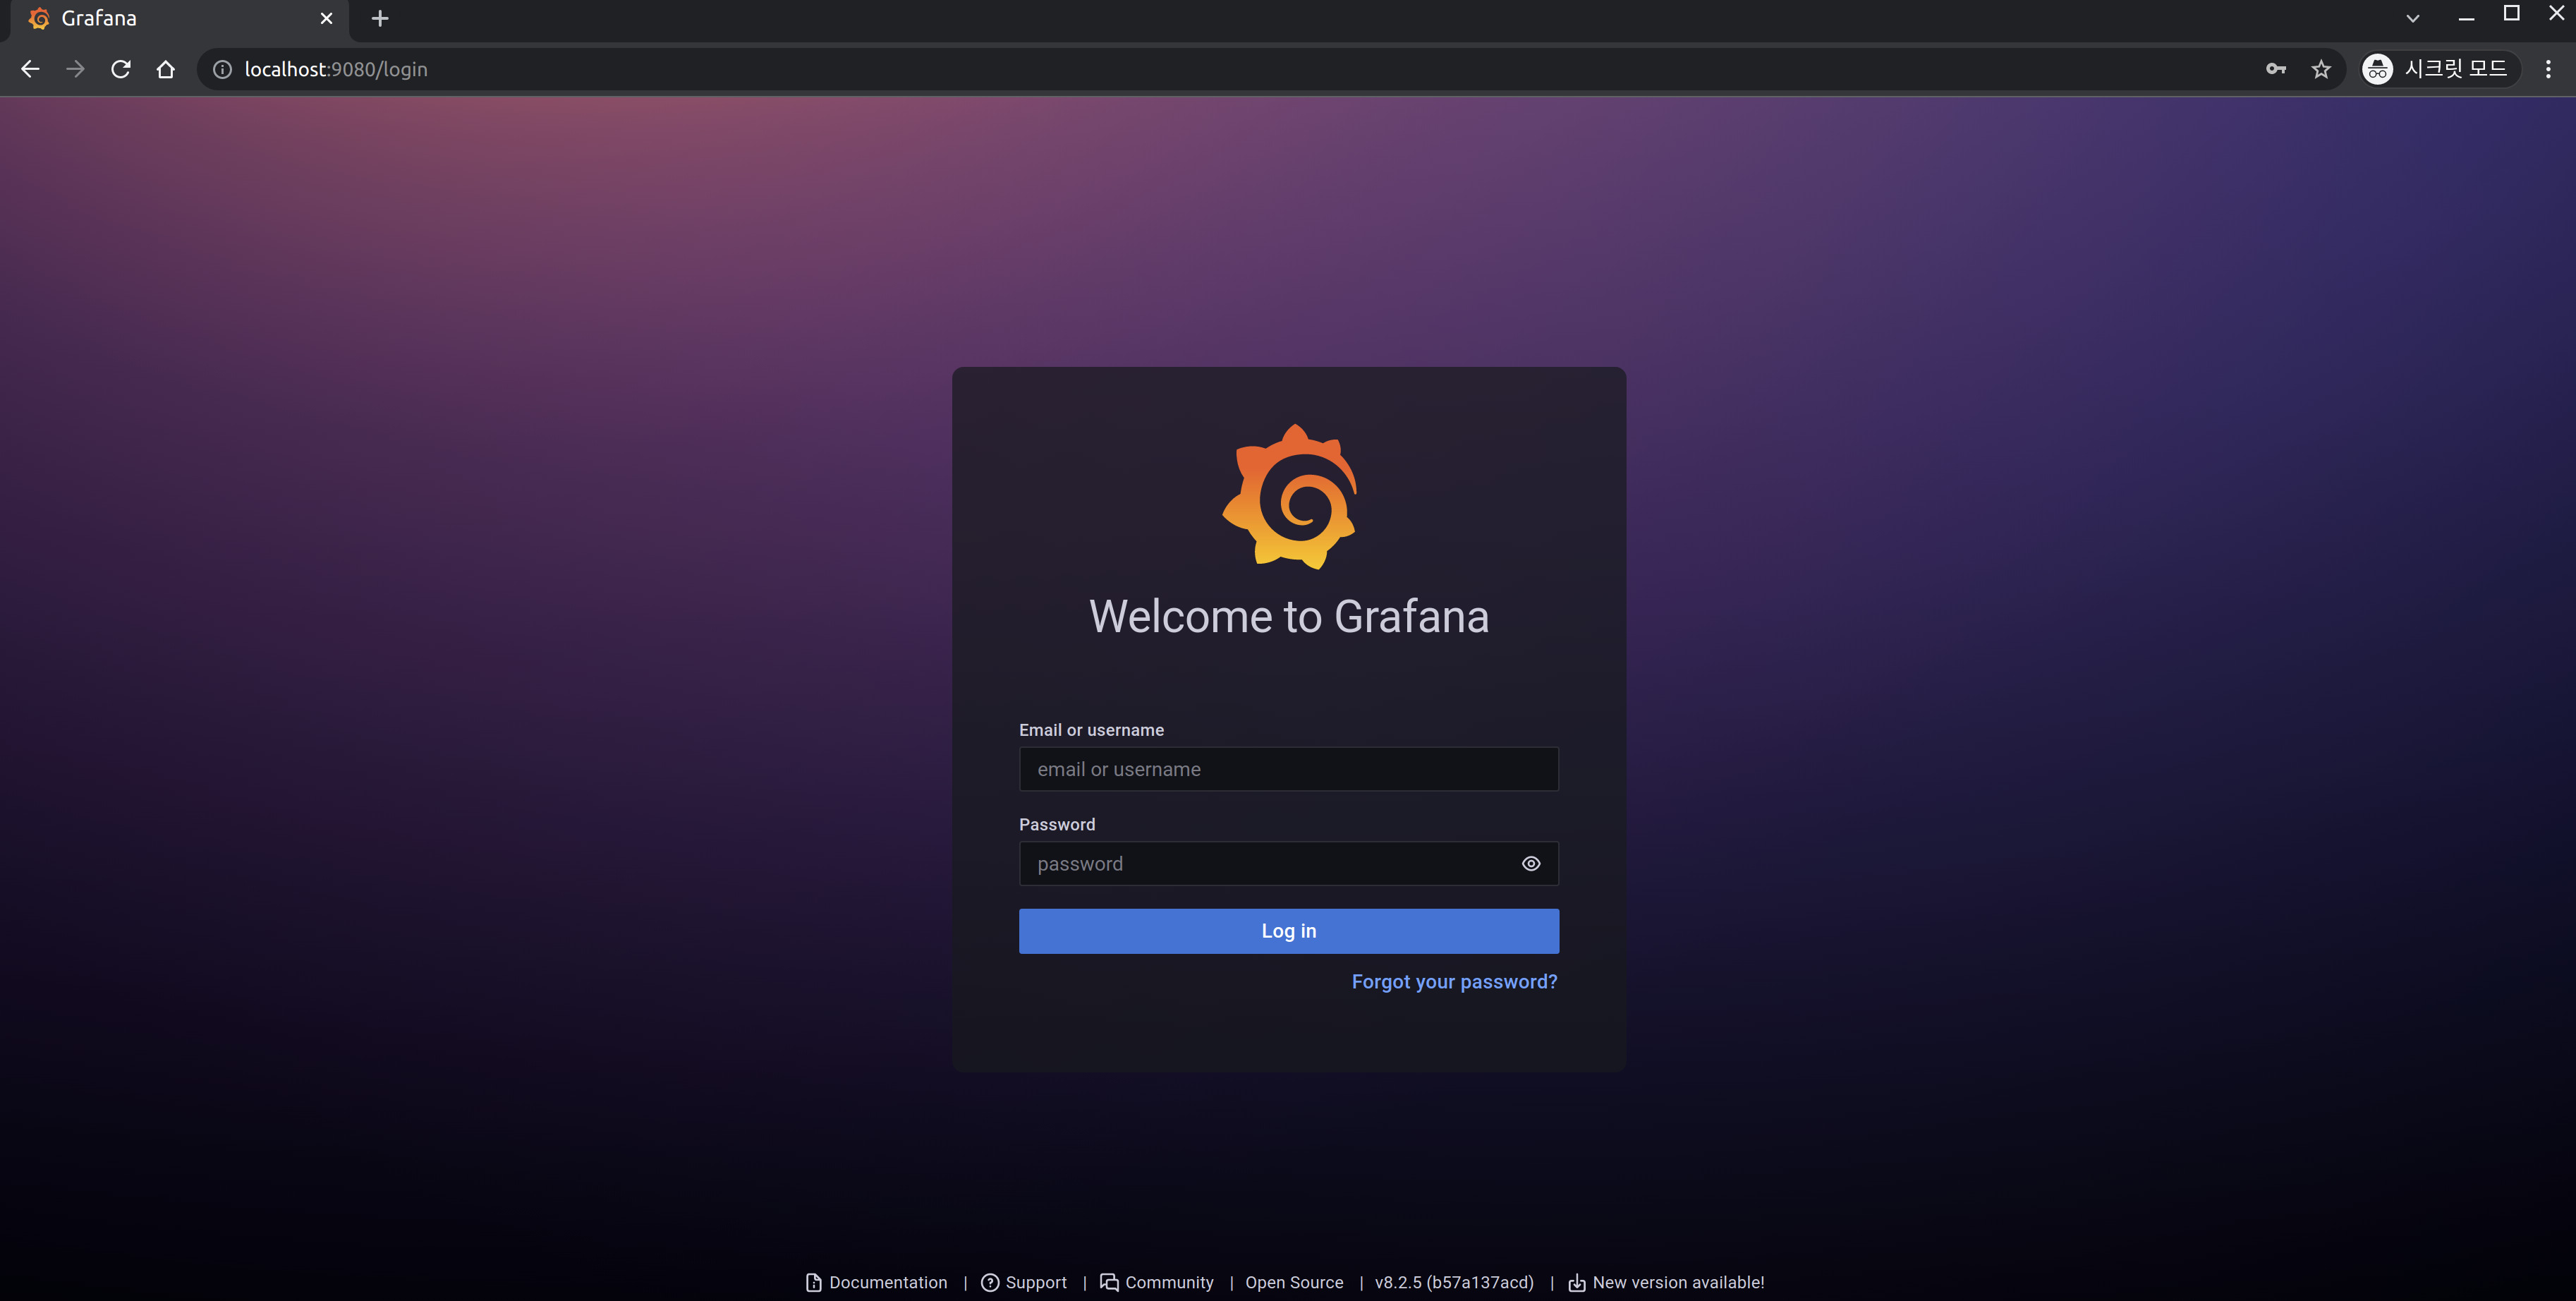 Grafana
localhost:9080/login
시크릿 모드
Welcome to Grafana
Email or username
email or username
Password
password
Log in
Forgot your password?
Documentation | Support | Community | Open Source | v8.2.5 (b57a137acd) | New version available!